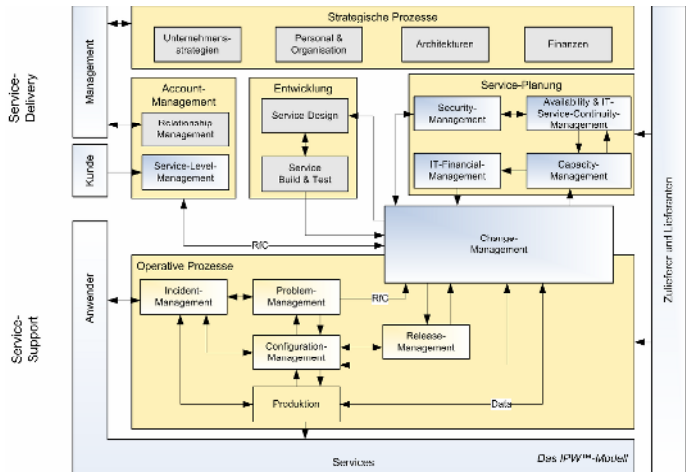 Strategische Prozesse
Unternehmens-
strategien
Personal &
Organisation
Architekturen
Finanzen
Service-
Delivery
Management
Account-
Management
Relationship
Management
Kunde
Service-Level-
Management
Entwicklung
Service Design
Service
Build & Test
Service-Planung
Security-
Management
Availability & IT-
Service-Continuity-
Management
IT-Financial-
Management
Capacity-
Management
Zulieferer und Lieferanten
RfC
Change-
Management
Service-
Support
Anwender
Operative Prozesse
Incident-
Management
Problem-
Management
RfC
Configuration-
Management
Release-
Management
Produktion
Data
Services
Das IPW™-Modell